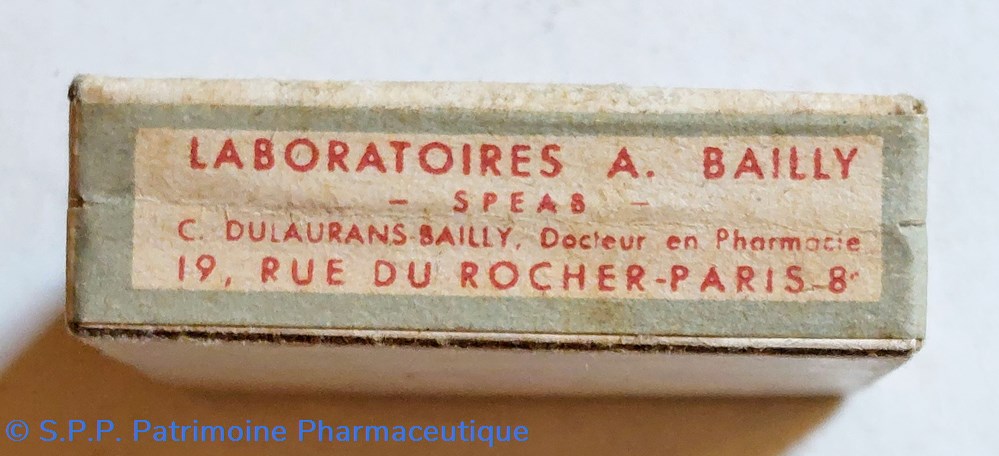 LABORATOIRES A. BAILLY
- SPEAB -
C. DULAURANS-BAILLY, Docteur en Pharmacie
19, RUE DU ROCHER-PARIS-8e
© S.P.P. Patrimoine Pharmaceutique